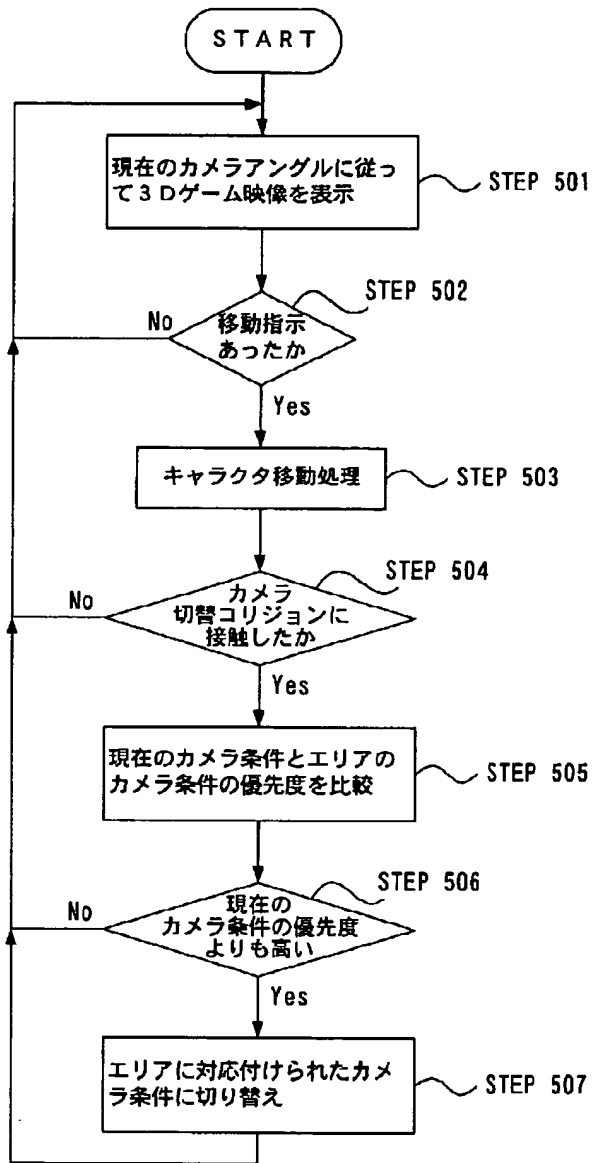 START
現在のカメラアングルに従っ
て3Dゲーム映像を表示
STEP 501
STEP 502
移動指示
あったか
No
Yes
キャラクタ移動処理
STEP 503
STEP 504
カメラ
切替コリジョンに
接触したか
No
Yes
現在のカメラ条件とエリアの
カメラ条件の優先度を比較
STEP 505
STEP 506
現在の
カメラ条件の優先度
よりも高い
No
Yes
エリアに対応付けられたカメ
ラ条件に切り替え
STEP 507